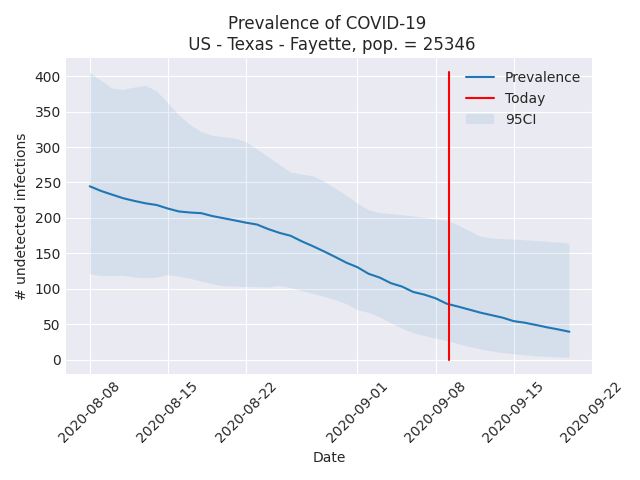 Prevalence of COVID-19
US - Texas - Fayette, pop. = 25346
400
350
300
250
200
150
100
50
0
# undetected infections
Prevalence
Today
95CI
2020-08-08
2020-08-15
2020-08-22
2020-09-01
2020-09-08
2020-09-15
2020-09-22
Date